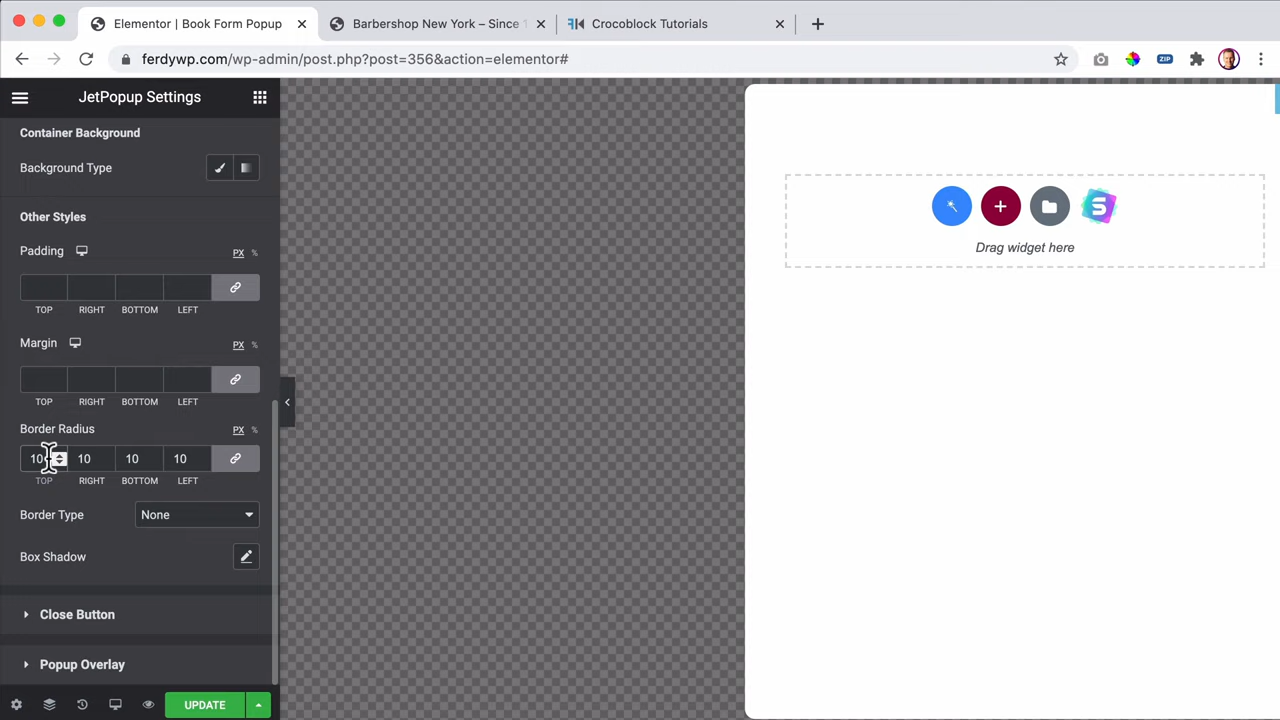 Elementor | Book Form Popup
Barbershop New York – Since 1
Crocoblock Tutorials
ferdywp.com/wp-admin/post.php?post=356&action=elementor#
ZIP
JetPopup Settings
Container Background
Background Type
Other Styles
Padding PX %
TOP RIGHT BOTTOM LEFT
Margin PX %
TOP RIGHT BOTTOM LEFT
Border Radius PX %
10 10 10 10
TOP RIGHT BOTTOM LEFT
Border Type None
Box Shadow
Close Button
Popup Overlay
UPDATE
Drag widget here